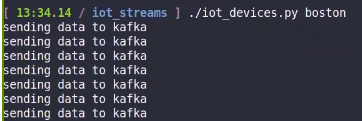 [ 13:34.14 / iot_streams ] ./iot_devices.py boston
sending data to kafka
sending data to kafka
sending data to kafka
sending data to kafka
sending data to kafka
sending data to kafka
sending data to kafka